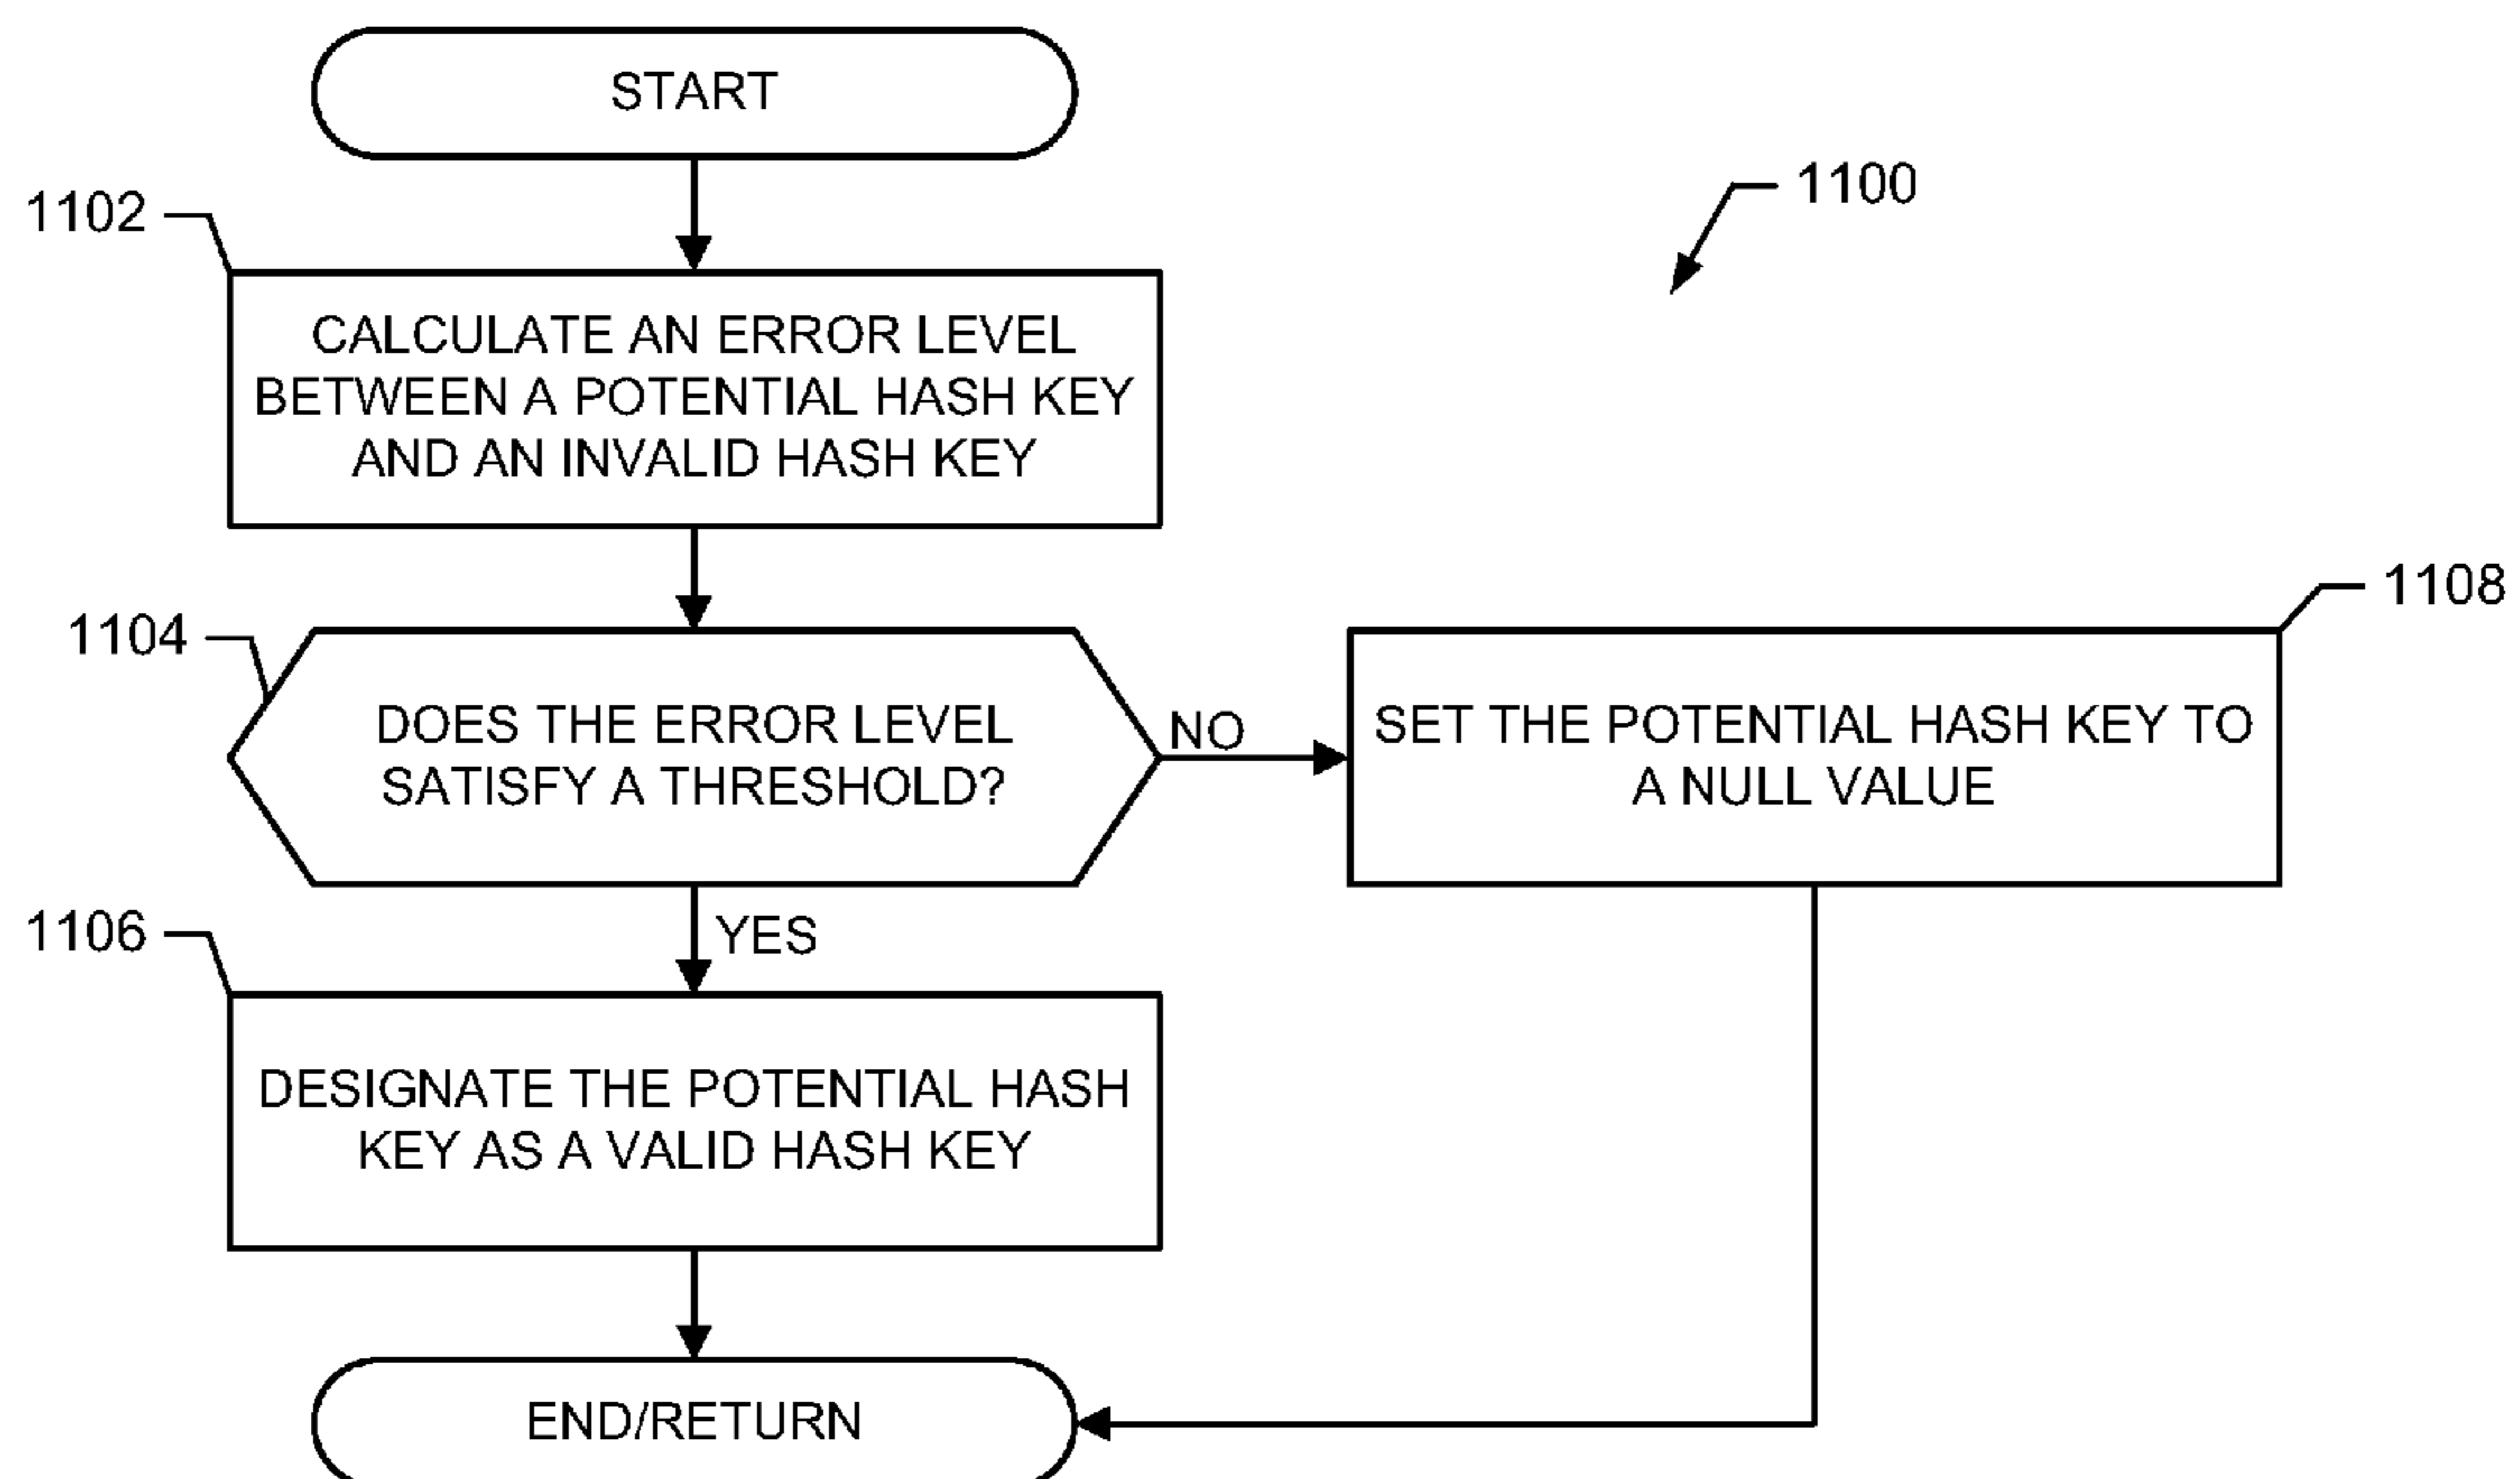 START
1100
1102
CALCULATE AN ERROR LEVEL
BETWEEN A POTENTIAL HASH KEY
AND AN INVALID HASH KEY
1104
DOES THE ERROR LEVEL
SATISFY A THRESHOLD?
NO
1108
SET THE POTENTIAL HASH KEY TO
A NULL VALUE
YES
1106
DESIGNATE THE POTENTIAL HASH
KEY AS A VALID HASH KEY
END/RETURN